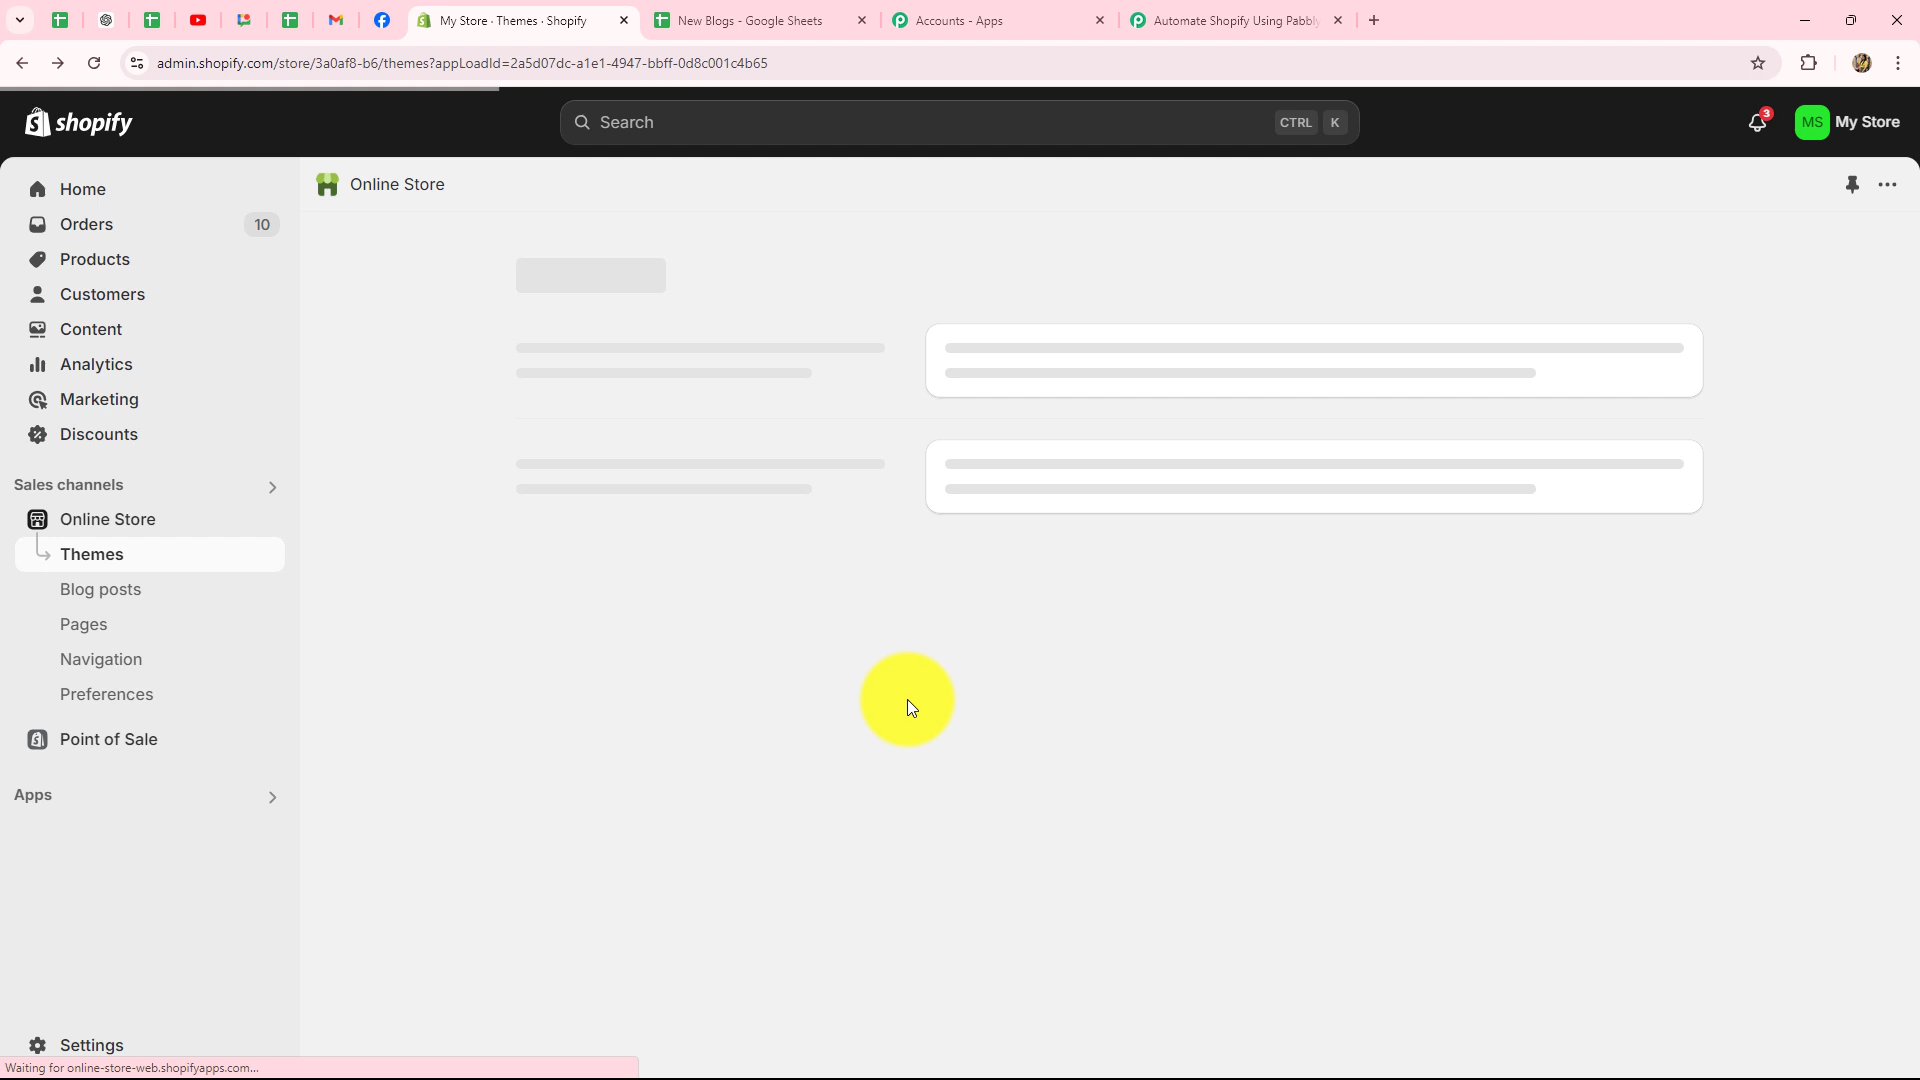 My Store · Themes · Shopify
New Blogs - Google Sheets
Accounts - Apps
Automate Shopify Using Pabbly
admin.shopify.com/store/3a0af8-b6/themes?appLoadId=2a5d07dc-a1e1-4947-bbff-0d8c001c4b65
shopify
Search
CTRL K
3
MS
My Store
Home
Orders 10
Products
Customers
Content
Analytics
Marketing
Discounts
Sales channels
Online Store
Themes
Blog posts
Pages
Navigation
Preferences
Point of Sale
Apps
Settings
Online Store
Waiting for online-store-web.shopifyapps.com...